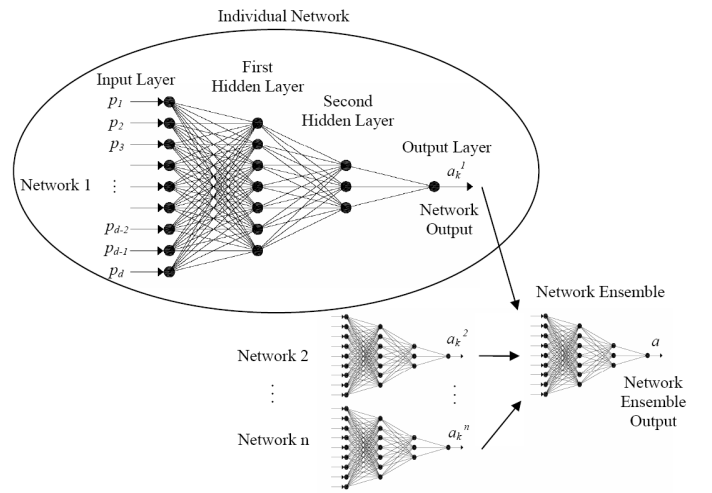 Individual Network
Input Layer
First
Hidden Layer
Second
Hidden Layer
Output Layer
p1
p2
p3
Network 1
⋮
pd-2
pd-1
pd
ak1
Network
Output
Network Ensemble
Network 2
ak2
a
⋮
⋮
Network
Ensemble
Output
Network n
akn